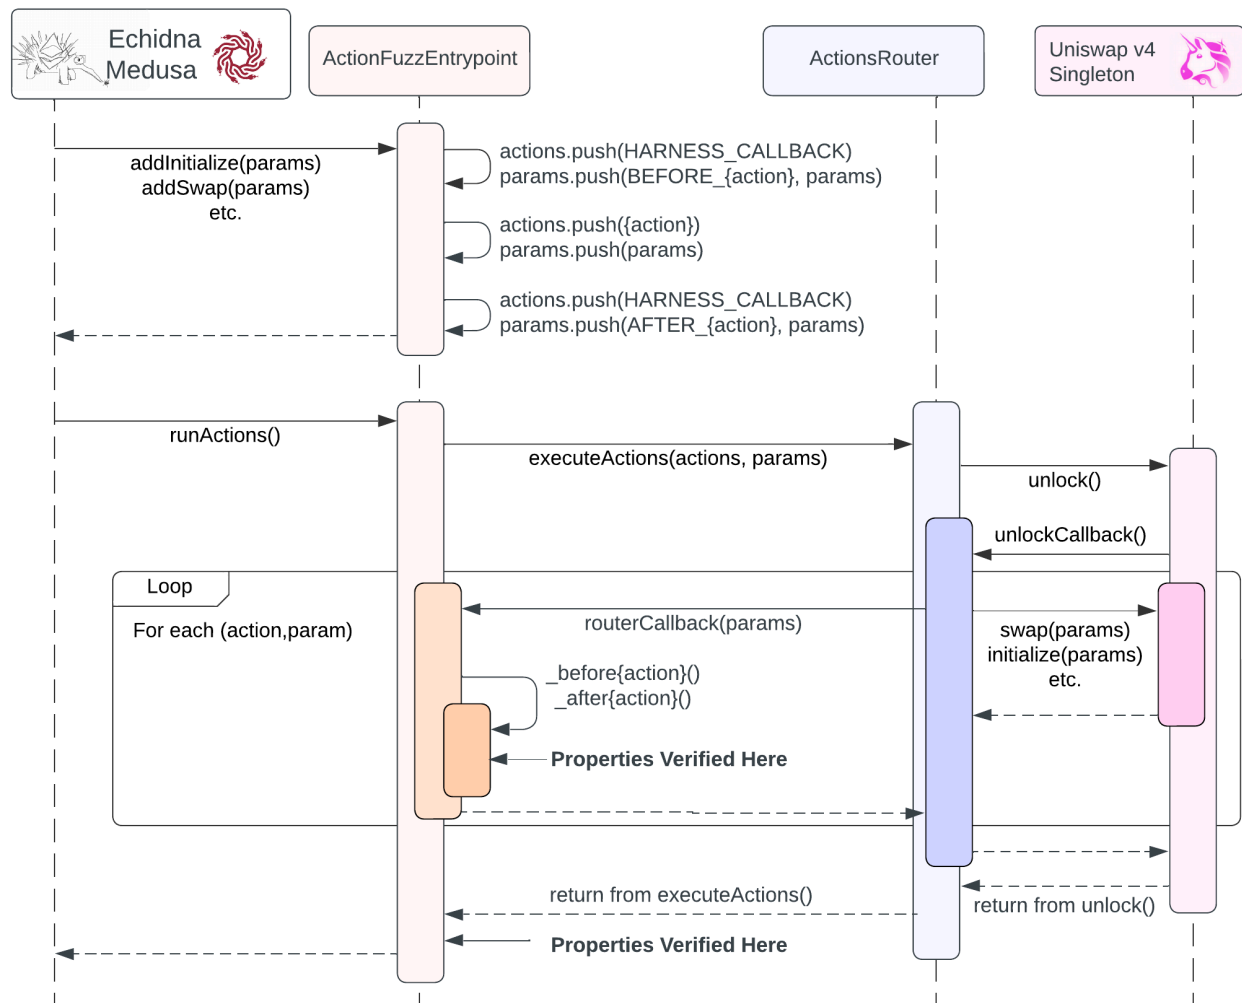 Echidna
Medusa
ActionFuzzEntrypoint
ActionsRouter
Uniswap v4
Singleton
addInitialize(params)
addSwap(params)
etc.
actions.push(HARNESS_CALLBACK)
params.push(BEFORE_{action}, params)
actions.push({action})
params.push(params)
actions.push(HARNESS_CALLBACK)
params.push(AFTER_{action}, params)
runActions()
executeActions(actions, params)
unlock()
unlockCallback()
Loop
For each (action,param)
routerCallback(params)
swap(params)
initialize(params)
etc.
_before{action}()
_after{action}()
Properties Verified Here
return from executeActions()
return from unlock()
Properties Verified Here